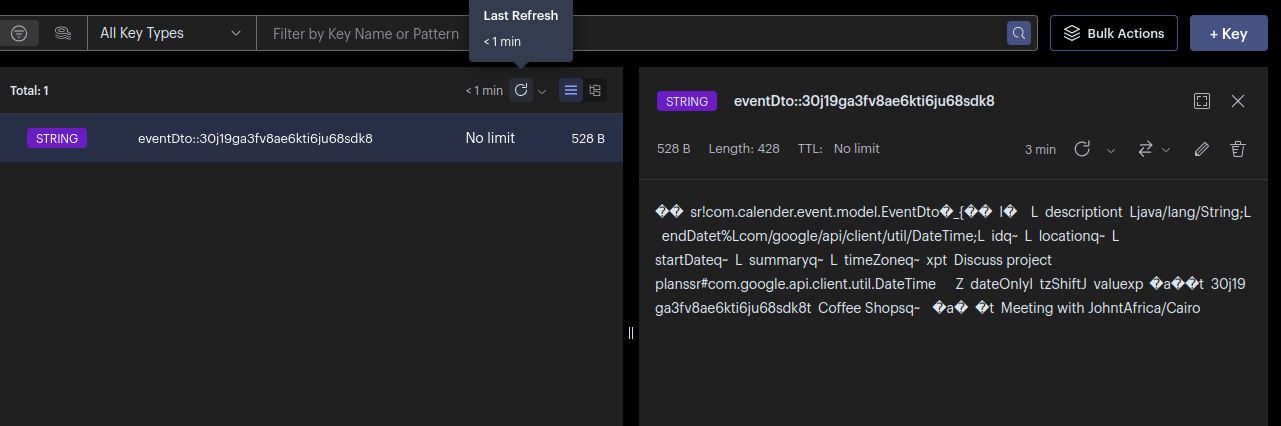 Last Refresh
< 1 min
All Key Types
Filter by Key Name or Pattern
Bulk Actions
+ Key
Total: 1
< 1 min
STRING
eventDto::30j19ga3fv8ae6kti6ju68sdk8
No limit
528 B
STRING
eventDto::30j19ga3fv8ae6kti6ju68sdk8
528 B
Length: 428
TTL: No limit
3 min
�� sr!com.calender.event.model.EventDto�_{�� I� L descriptiont Ljava/lang/String;L
endDatet%Lcom/google/api/client/util/DateTime;L idq~ L locationq~ L
startDateq~ L summaryq~ L timeZoneq~ xpt Discuss project
planssr#com.google.api.client.util.DateTime Z dateOnlyI tzShiftJ valuexp �a��t 30j19
ga3fv8ae6kti6ju68sdk8t Coffee Shopsq~ �a� �t Meeting with JohntAfrica/Cairo